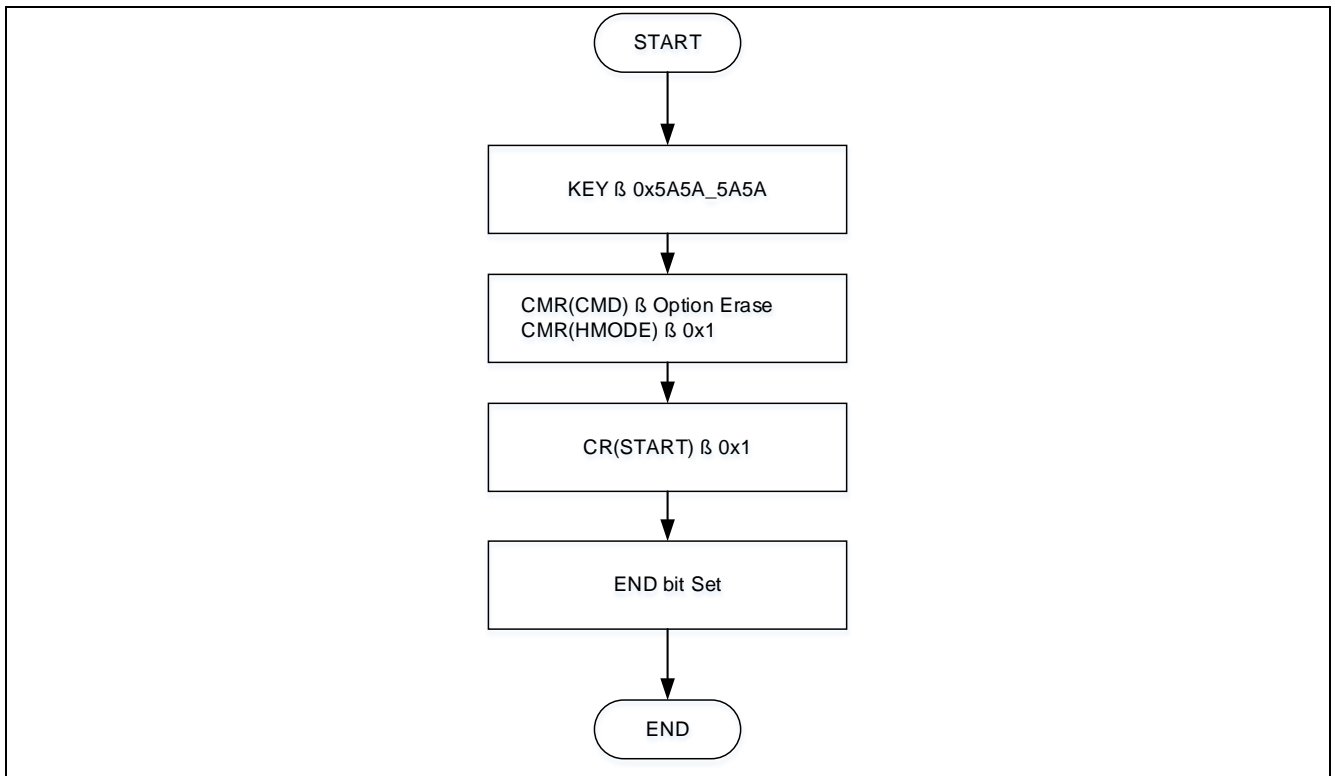 START
KEY ß 0x5A5A_5A5A
CMR(CMD) ß Option Erase
CMR(HMODE) ß 0x1
CR(START) ß 0x1
END bit Set
END